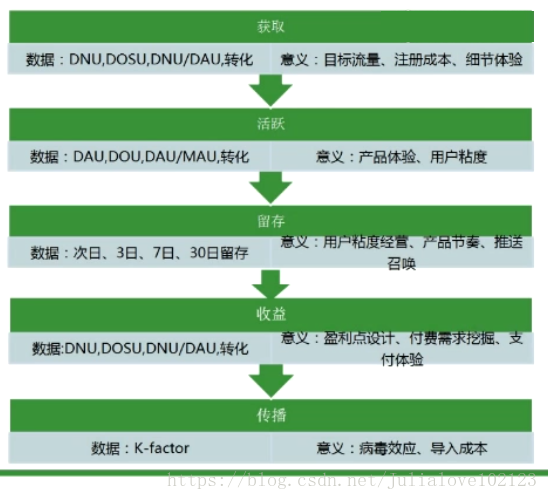 获取
数据：DNU,DOSU,DNU/DAU,转化
意义：目标流量、注册成本、细节体验
活跃
数据：DAU,DOU,DAU/MAU,转化
意义：产品体验、用户粘度
留存
数据：次日、3日、7日、30日留存
意义：用户粘度经营、产品节奏、推送
召唤
收益
数据:DNU,DOSU,DNU/DAU,转化
意义：盈利点设计、付费需求挖掘、支
付体验
传播
数据：K-factor
意义：病毒效应、导入成本
https://blog.csdn.net/Julialove102123